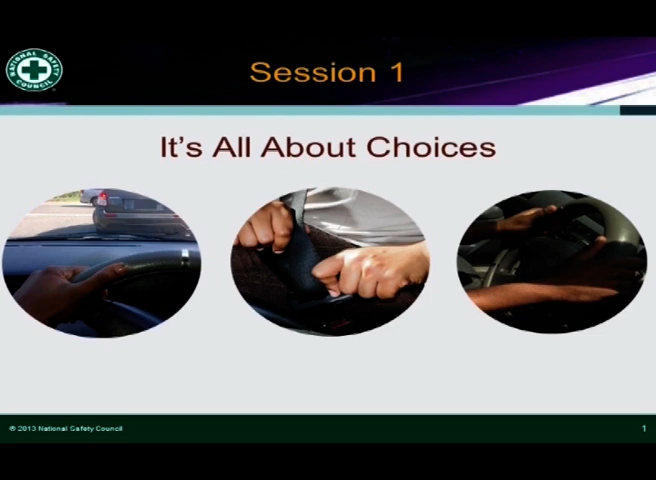 NATIONAL SAFETY COUNCIL
Session 1
It's All About Choices
© 2013 National Safety Council
1